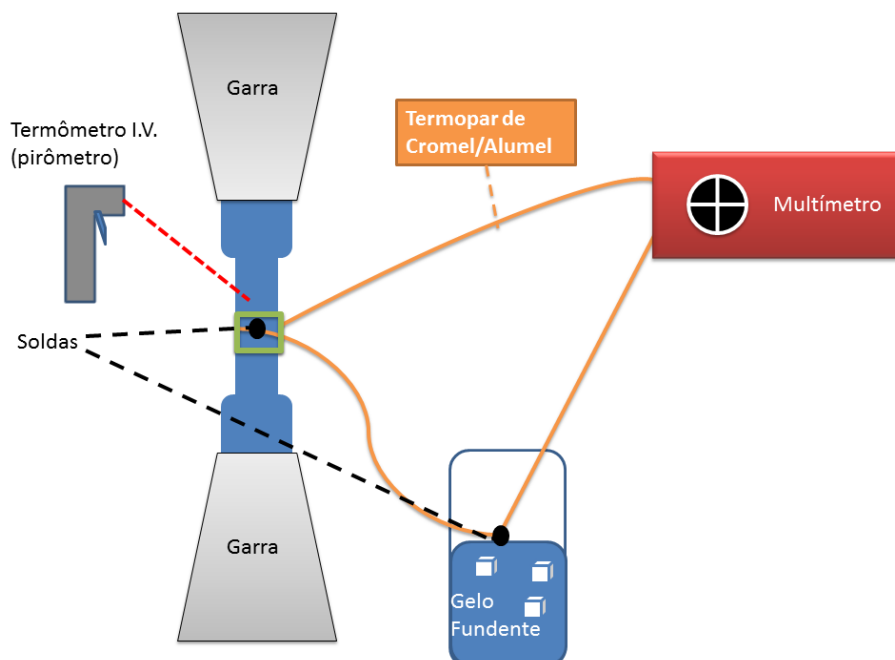 Garra
Termômetro I.V.
(pirômetro)
Termopar de
Cromel/Alumel
Multímetro
Soldas
Garra
Gelo
Fundente